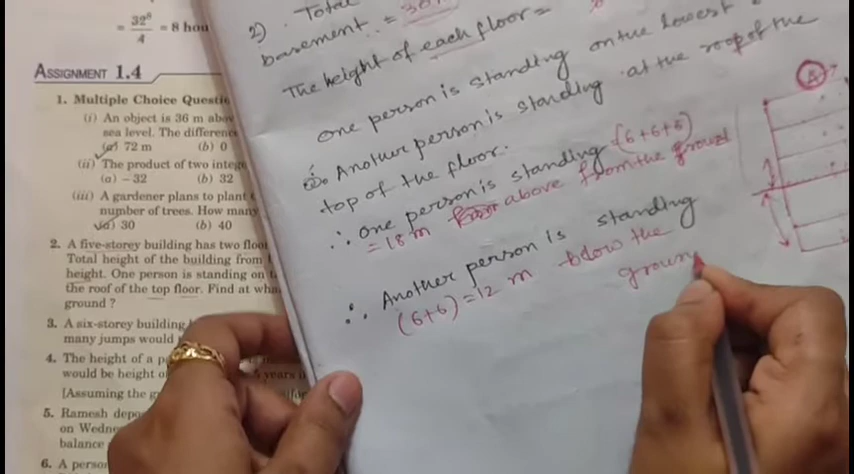 = 32⁸/4 = 8 hou
ASSIGNMENT 1.4
1. Multiple Choice Questi
(i) An object is 36 m abov
sea level. The difference
(a) 72 m (b) 0
(ii) The product of two intege
(a) – 32 (b) 32
(iii) A gardener plans to plant
number of trees. How many
(a) 30 (b) 40
2. A five-storey building has two floor
Total height of the building from
height. One person is standing on
the roof of the top floor. Find at wha
ground ?
3. A six-storey building
many jumps would
4. The height of a p
would be height o 5 years
[Assuming the g
5. Ramesh depo
on Wedne
balance
6. A person
2) Total
basement =
The height of each floor =
one person is standing on the lowest
Another person is standing at the roop of the
top of the floor.
∴ one person is standing (6+6+6)
= 18 m above from the ground
∴ Another person is standing
(6+6) = 12 m below the
groun
A